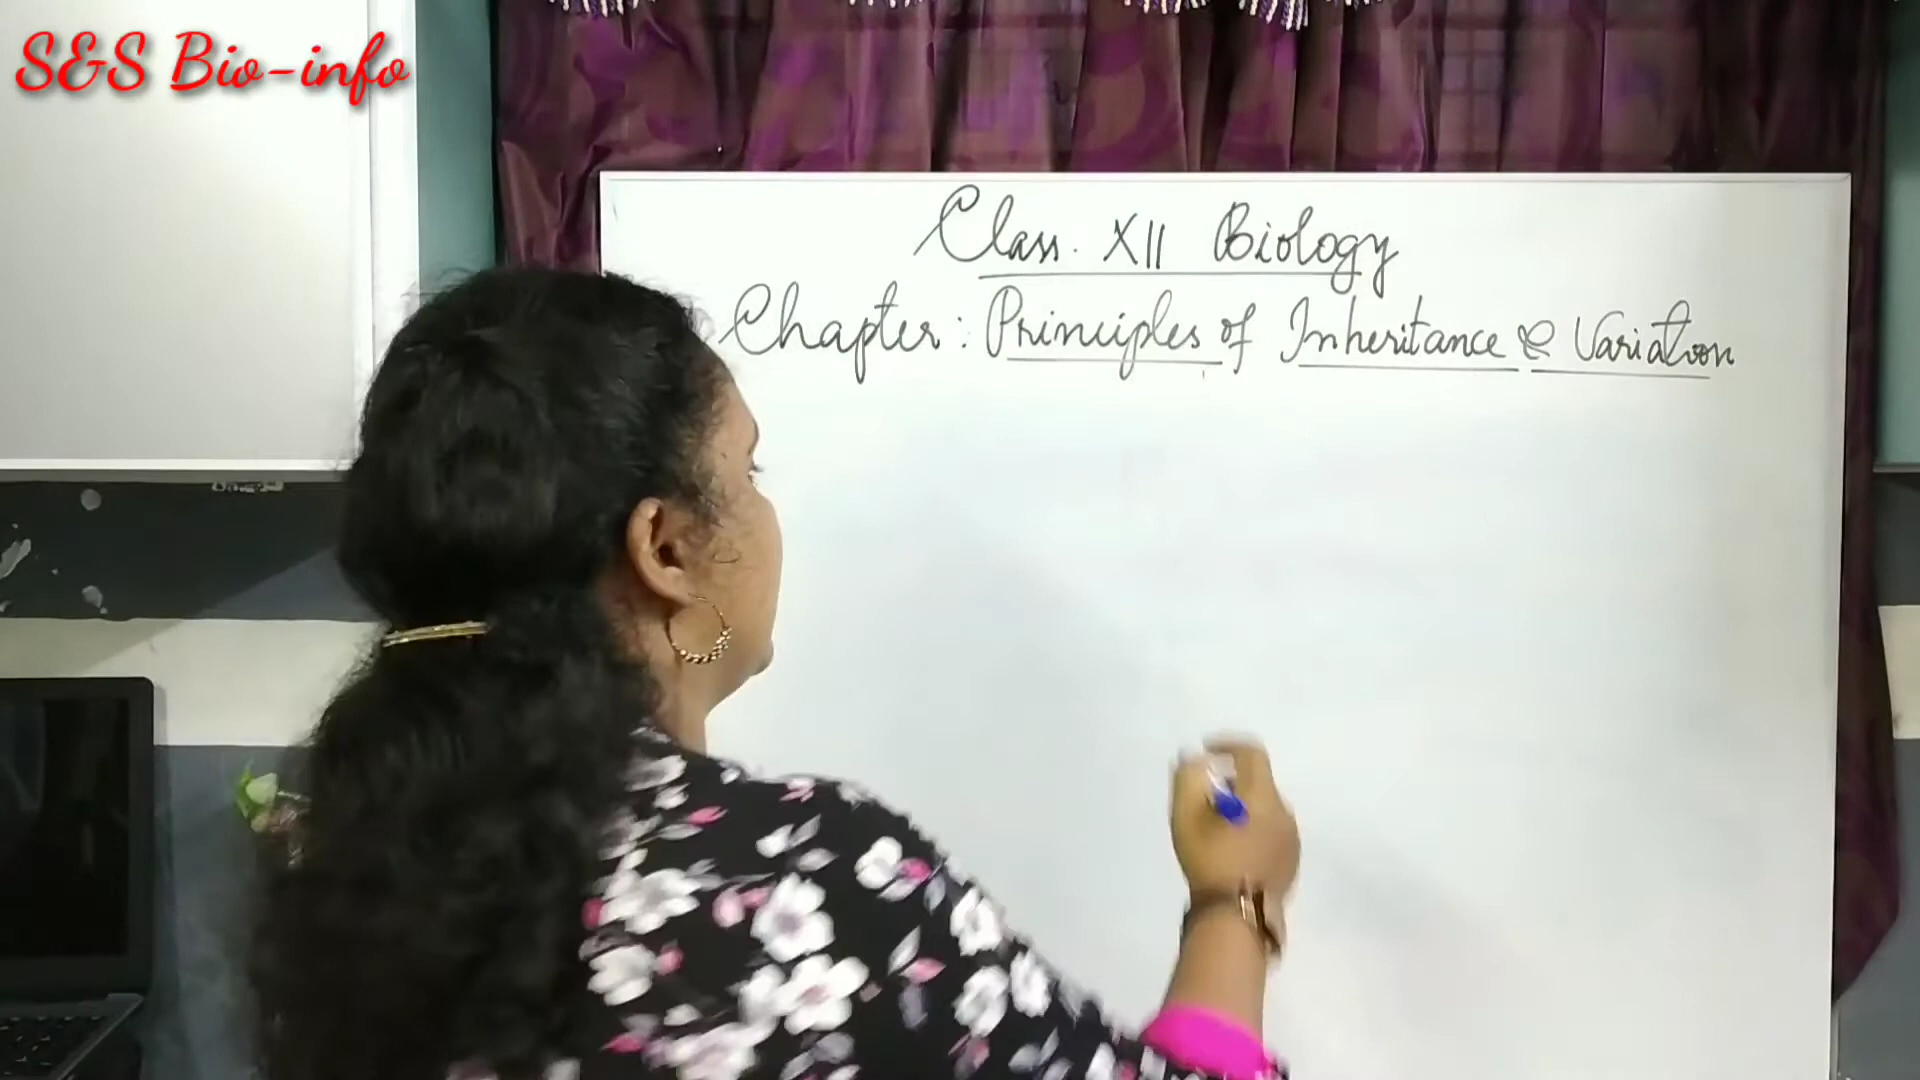 S&S Bio-info
Class. XII Biology
Chapter: Principles of Inheritance & Variation